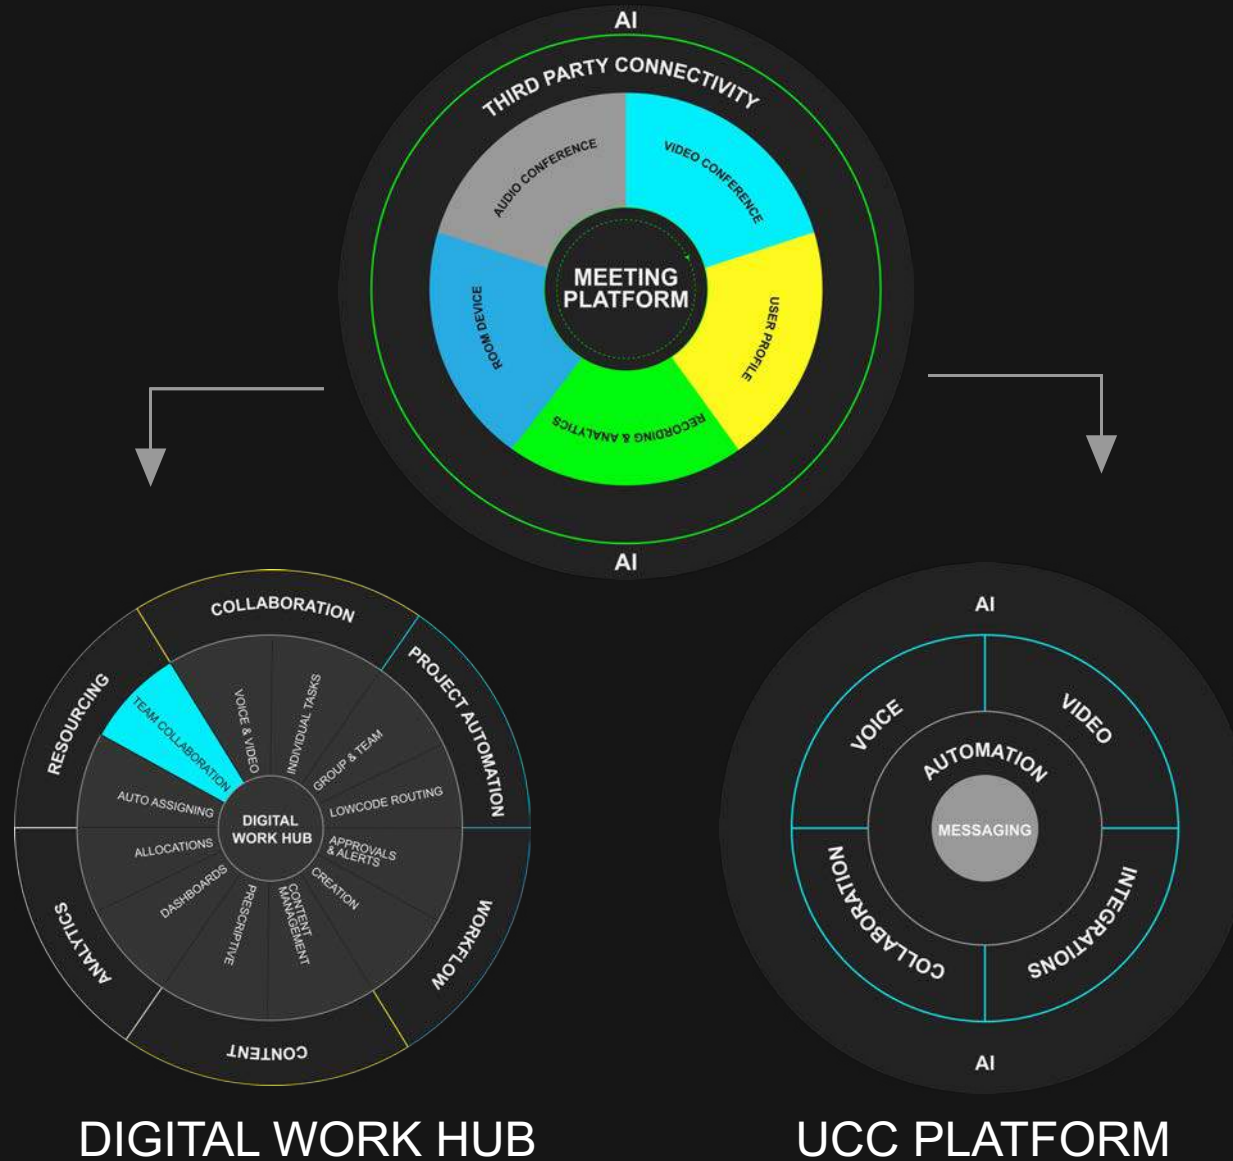 AI
THIRD PARTY CONNECTIVITY
AUDIO CONFERENCE
VIDEO CONFERENCE
MEETING
PLATFORM
ROOM DEVICE
USER PROFILE
RECORDING & ANALYTICS
AI
COLLABORATION
PROJECT AUTOMATION
RESOURCING
TEAM COLLABORATION
VOICE & VIDEO
INDIVIDUAL TASKS
GROUP & TEAM
LOWCODE ROUTING
AUTO ASSIGNING
DIGITAL
WORK HUB
APPROVALS
& ALERTS
ALLOCATIONS
DASHBOARDS
CREATION
PRESCRIPTIVE
CONTENT
MANAGEMENT
ANALYTICS
WORKFLOW
CONTENT
DIGITAL WORK HUB
AI
VOICE
VIDEO
AUTOMATION
MESSAGING
COLLABORATION
INTEGRATIONS
AI
UCC PLATFORM